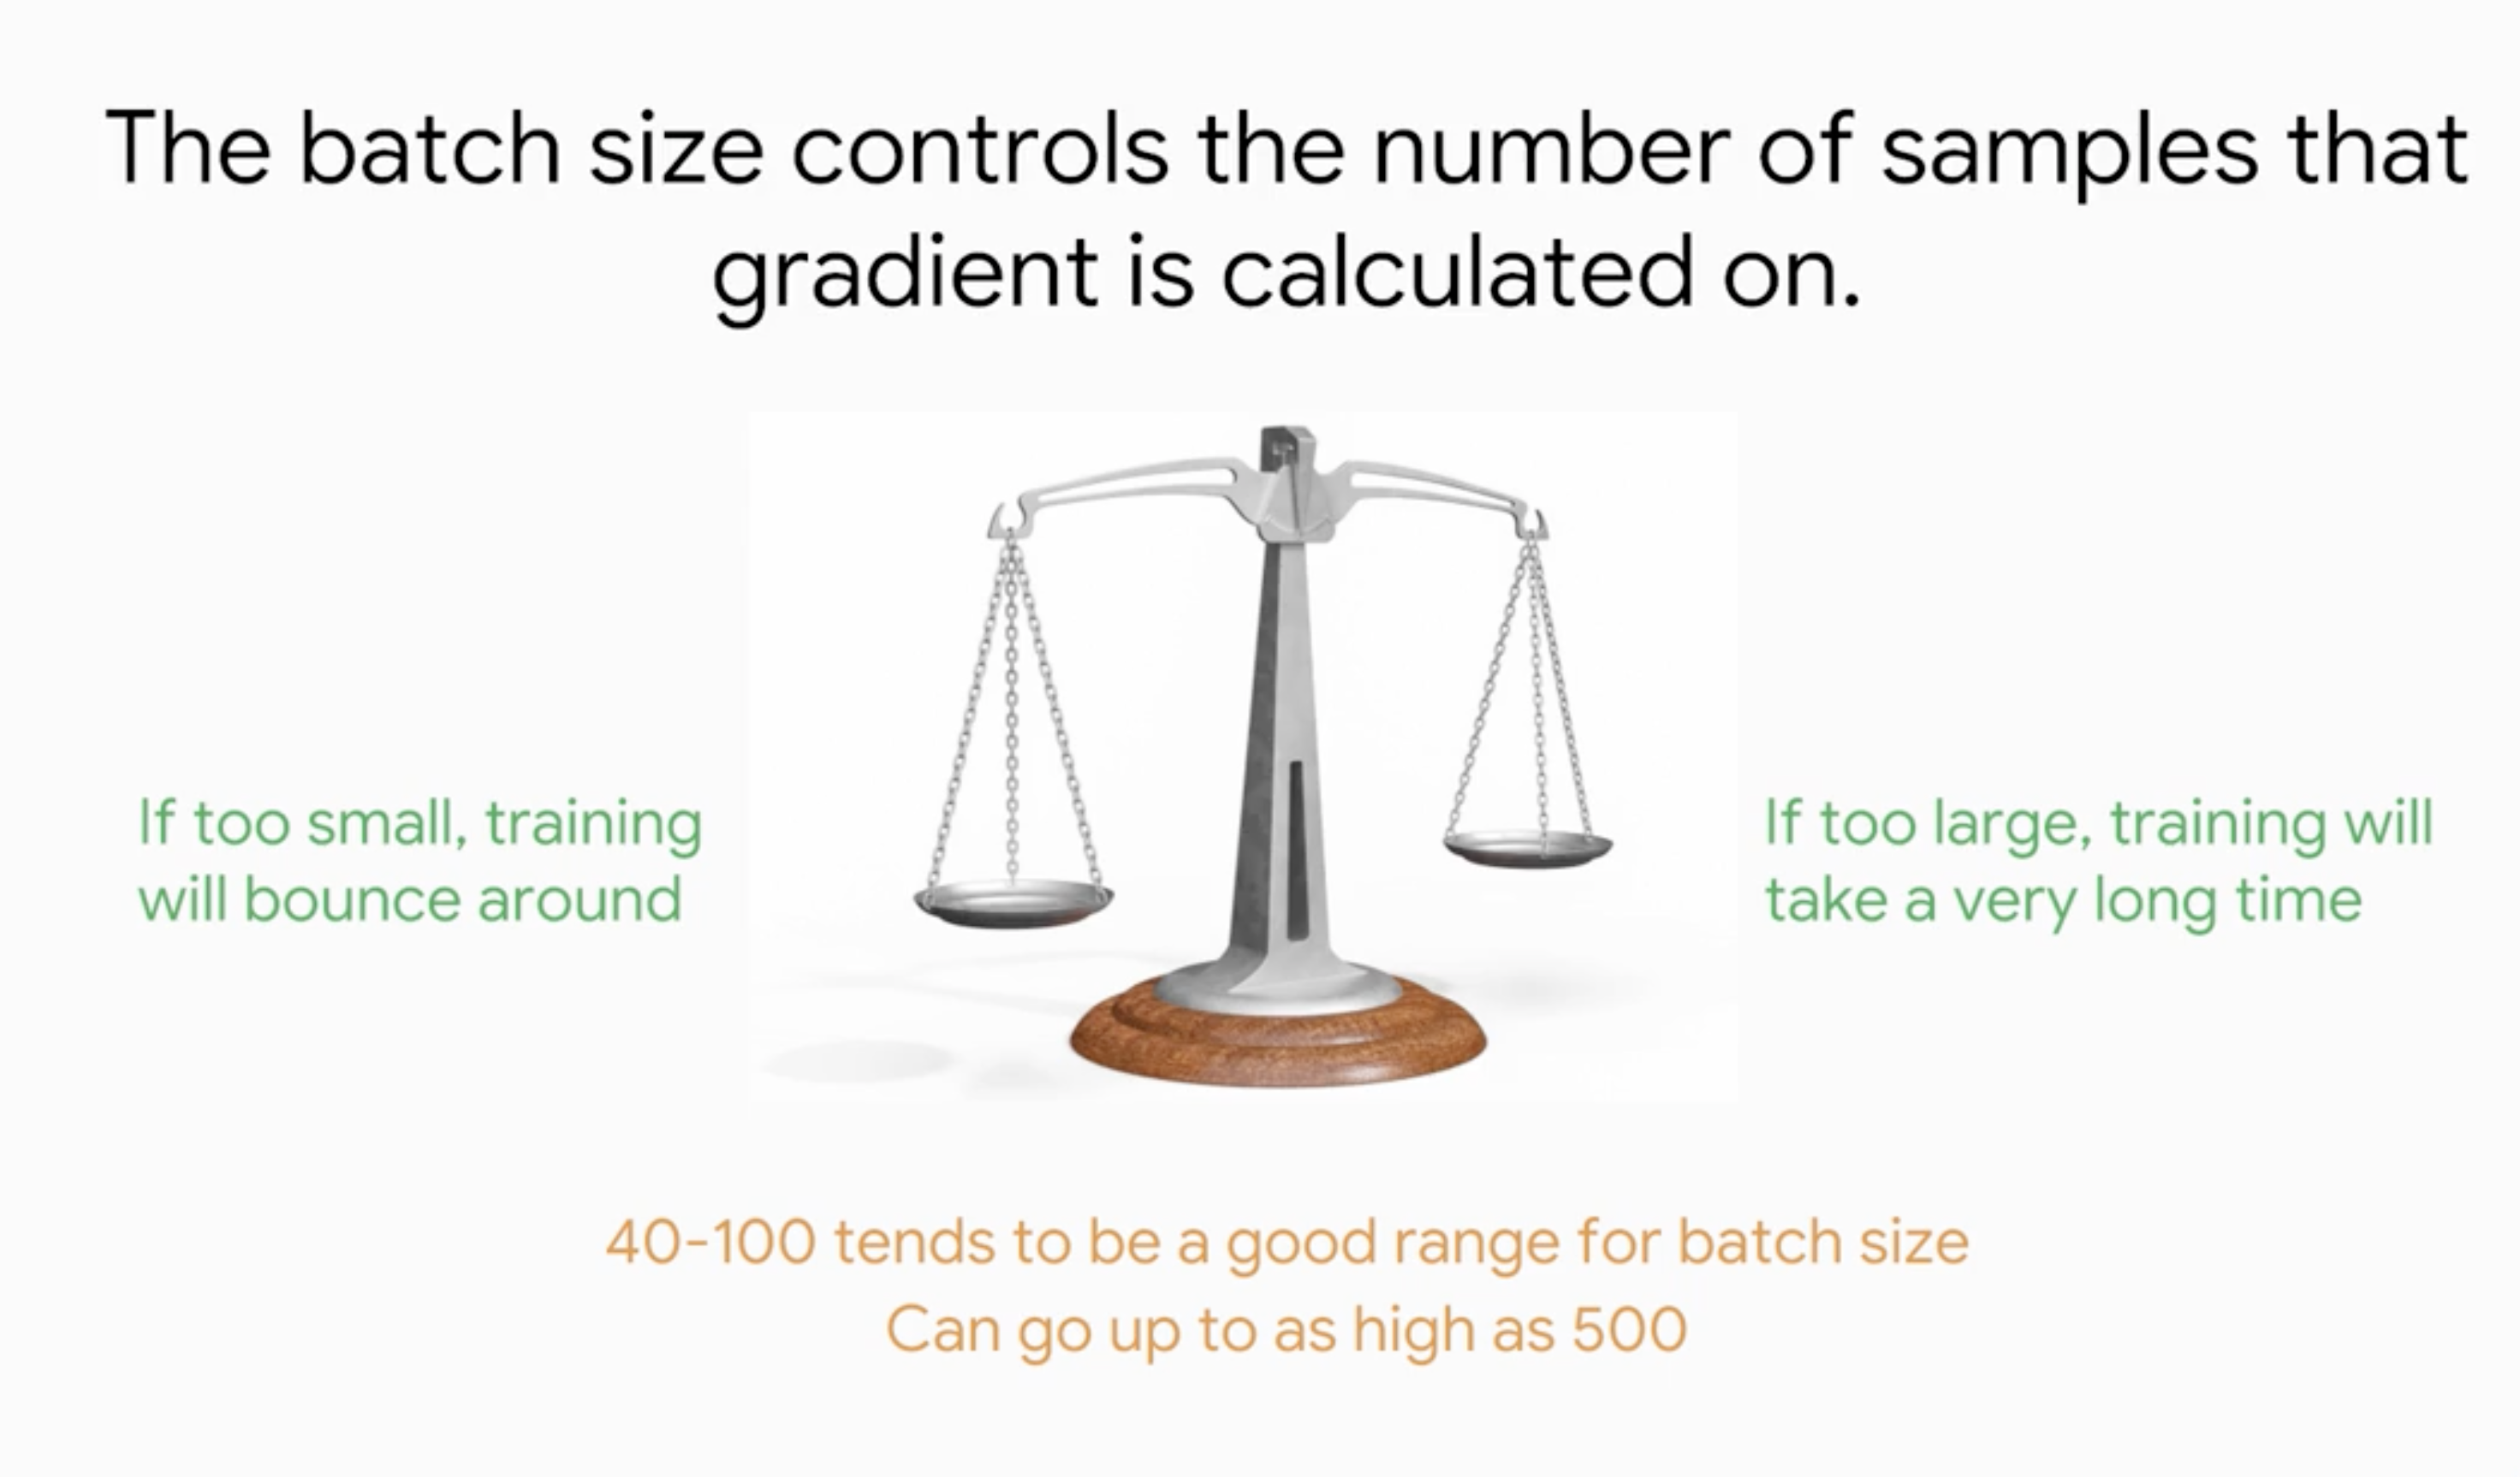 The batch size controls the number of samples that
gradient is calculated on.
If too small, training
will bounce around
If too large, training will
take a very long time
40-100 tends to be a good range for batch size
Can go up to as high as 500